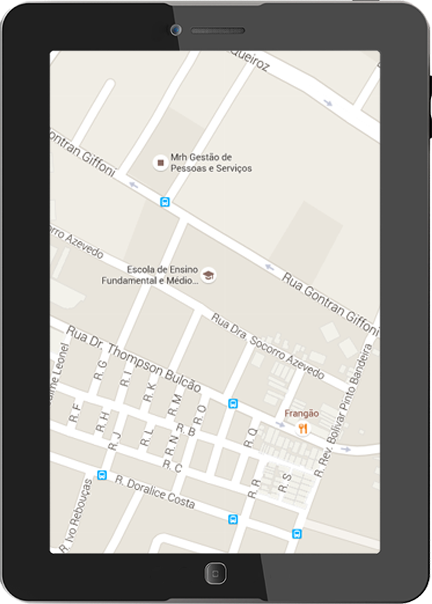 queiroz
Mrh Gestão de
Pessoas e Serviços
Gontran Giffoni
Escola de Ensino
Fundamental e Médio...
Rua Gontran Giffoni
Azevedo
Rua Dra. Socorro Azevedo
Rua Dr. Thompson Bulcão
Leonel
R. G
R. I
R. K
R. M
R. O
R. F
R. H
R. J
R. L
R. N
R B
R. C
Frangão
R. Rev. Bolivar Pinto Bandeira
R. R
R. S
R. Doralice Costa
R. Ivo Rebouças